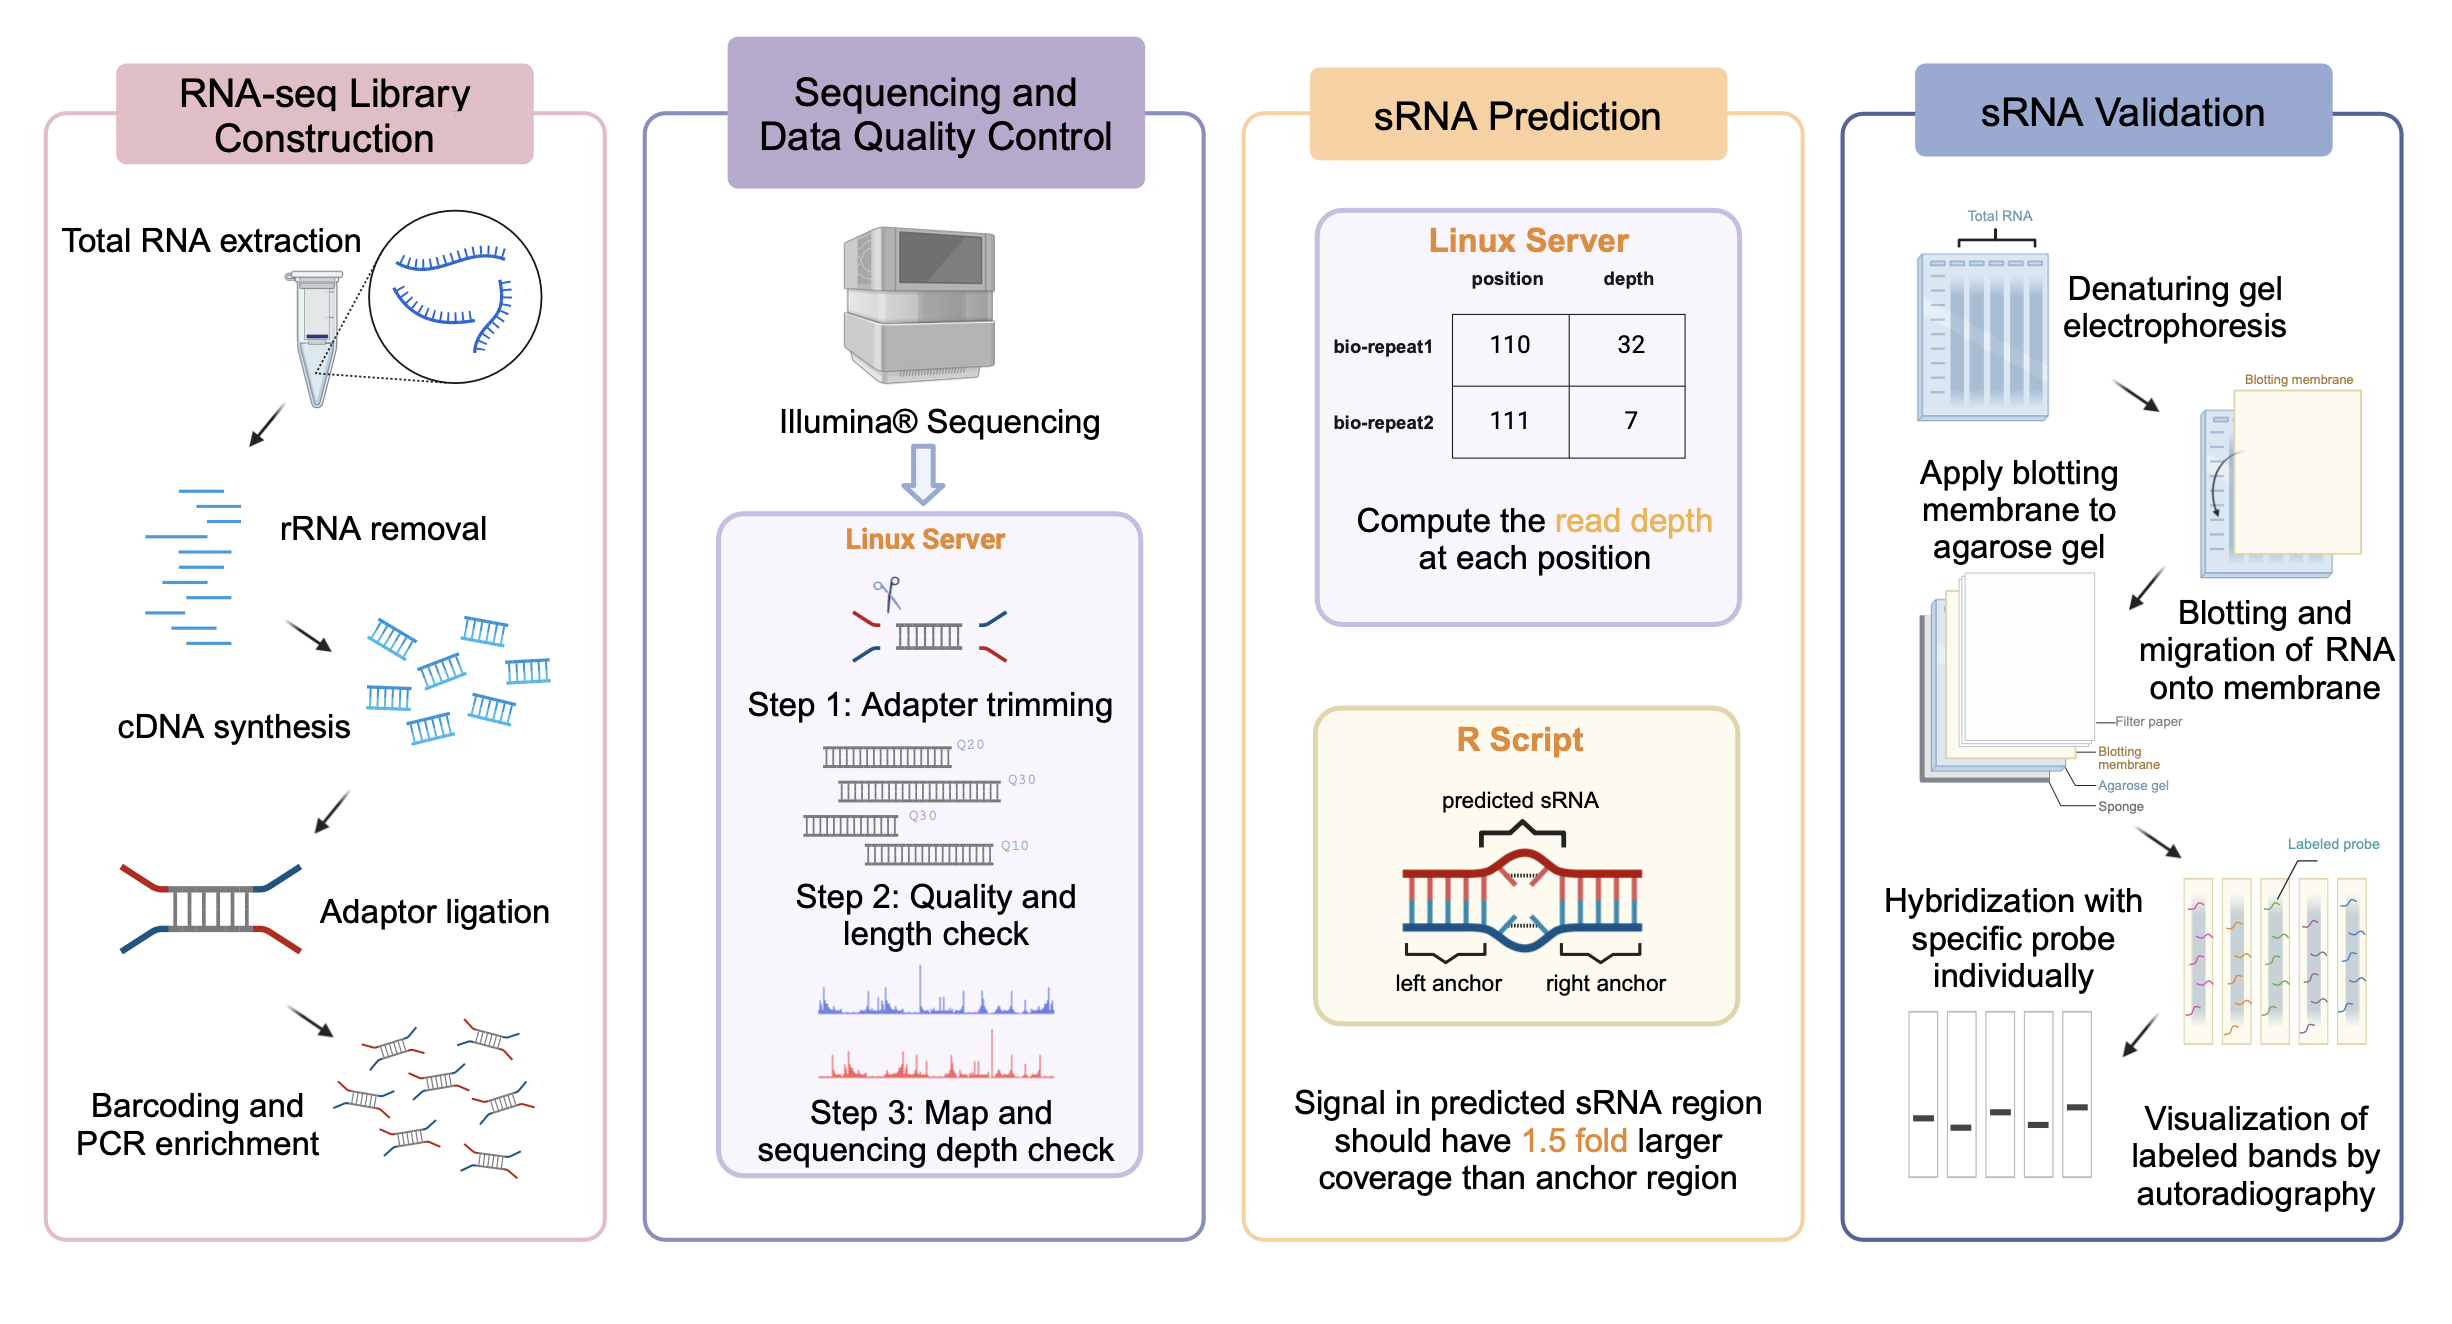 RNA-seq Library
Construction
Total RNA extraction
rRNA removal
cDNA synthesis
Adaptor ligation
Barcoding and
PCR enrichment
Sequencing and
Data Quality Control
Illumina® Sequencing
Linux Server
Step 1: Adapter trimming
Q20
Q30
Q30
Q10
Step 2: Quality and
length check
Step 3: Map and
sequencing depth check
sRNA Prediction
Linux Server
position depth
bio-repeat1 110 32
bio-repeat2 111 7
Compute the read depth
at each position
R Script
predicted sRNA
left anchor right anchor
Signal in predicted sRNA region
should have 1.5 fold larger
coverage than anchor region
sRNA Validation
Total RNA
Denaturing gel
electrophoresis
Blotting membrane
Apply blotting
membrane to
agarose gel
Blotting and
migration of RNA
onto membrane
Filter paper
Blotting
membrane
Agarose gel
Sponge
Labeled probe
Hybridization with
specific probe
individually
Visualization of
labeled bands by
autoradiography